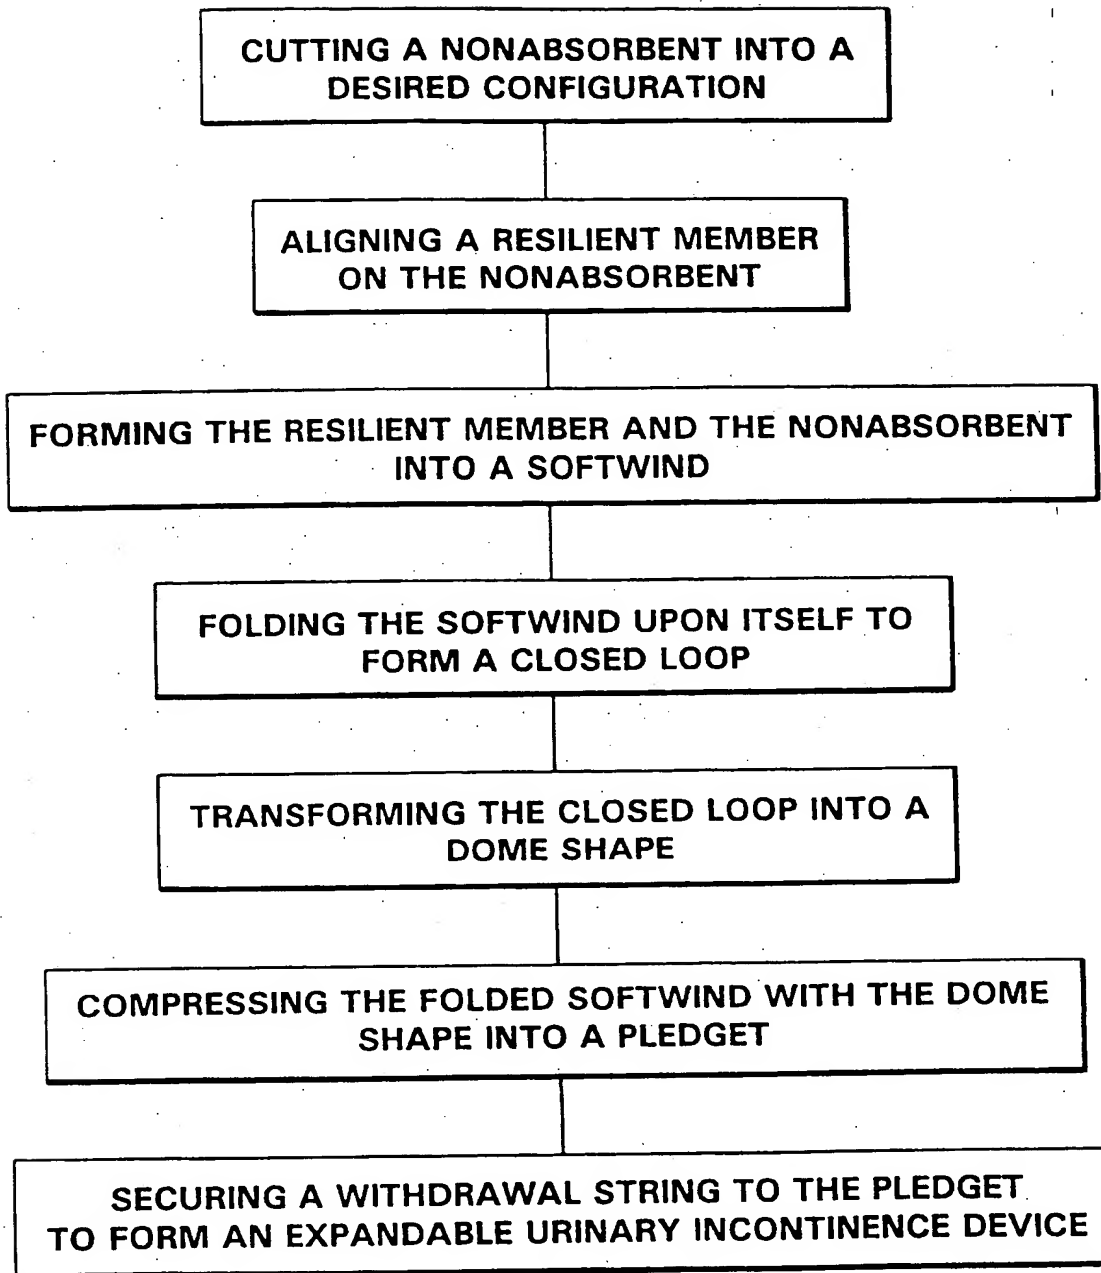 CUTTING A NONABSORBENT INTO A
DESIRED CONFIGURATION
ALIGNING A RESILIENT MEMBER
ON THE NONABSORBENT
FORMING THE RESILIENT MEMBER AND THE NONABSORBENT
INTO A SOFTWIND
FOLDING THE SOFTWIND UPON ITSELF TO
FORM A CLOSED LOOP
TRANSFORMING THE CLOSED LOOP INTO A
DOME SHAPE
COMPRESSING THE FOLDED SOFTWIND WITH THE DOME
SHAPE INTO A PLEDGET
SECURING A WITHDRAWAL STRING TO THE PLEDGET
TO FORM AN EXPANDABLE URINARY INCONTINENCE DEVICE